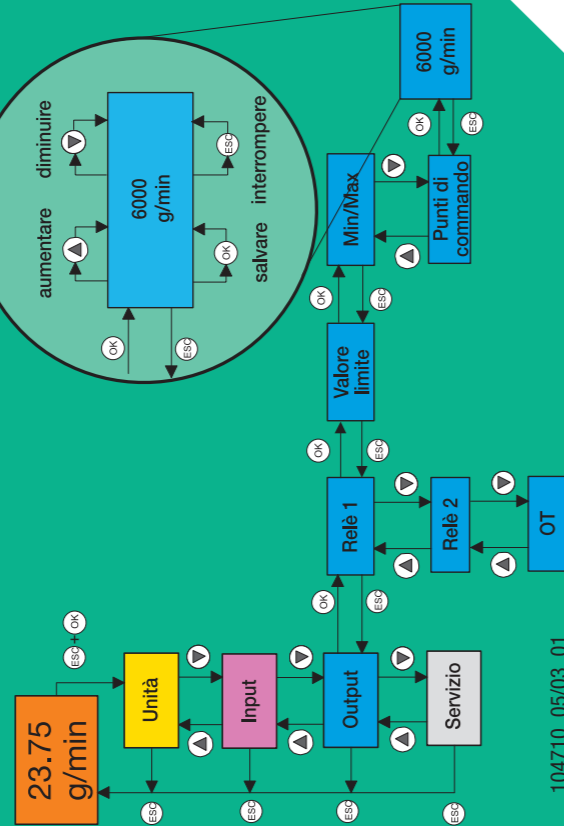 aumentare
diminuire
OK
6000
g/min
ESC
OK
ESC
salvare
interrompere
23.75
g/min
ESC
+
OK
Unità
ESC
Input
ESC
Output
ESC
Servizio
ESC
OK
ESC
Relè 1
Relè 2
OT
OK
ESC
Valore
limite
OK
ESC
Min/Max
Punti di
commando
OK
ESC
6000
g/min
104710_05/03_01